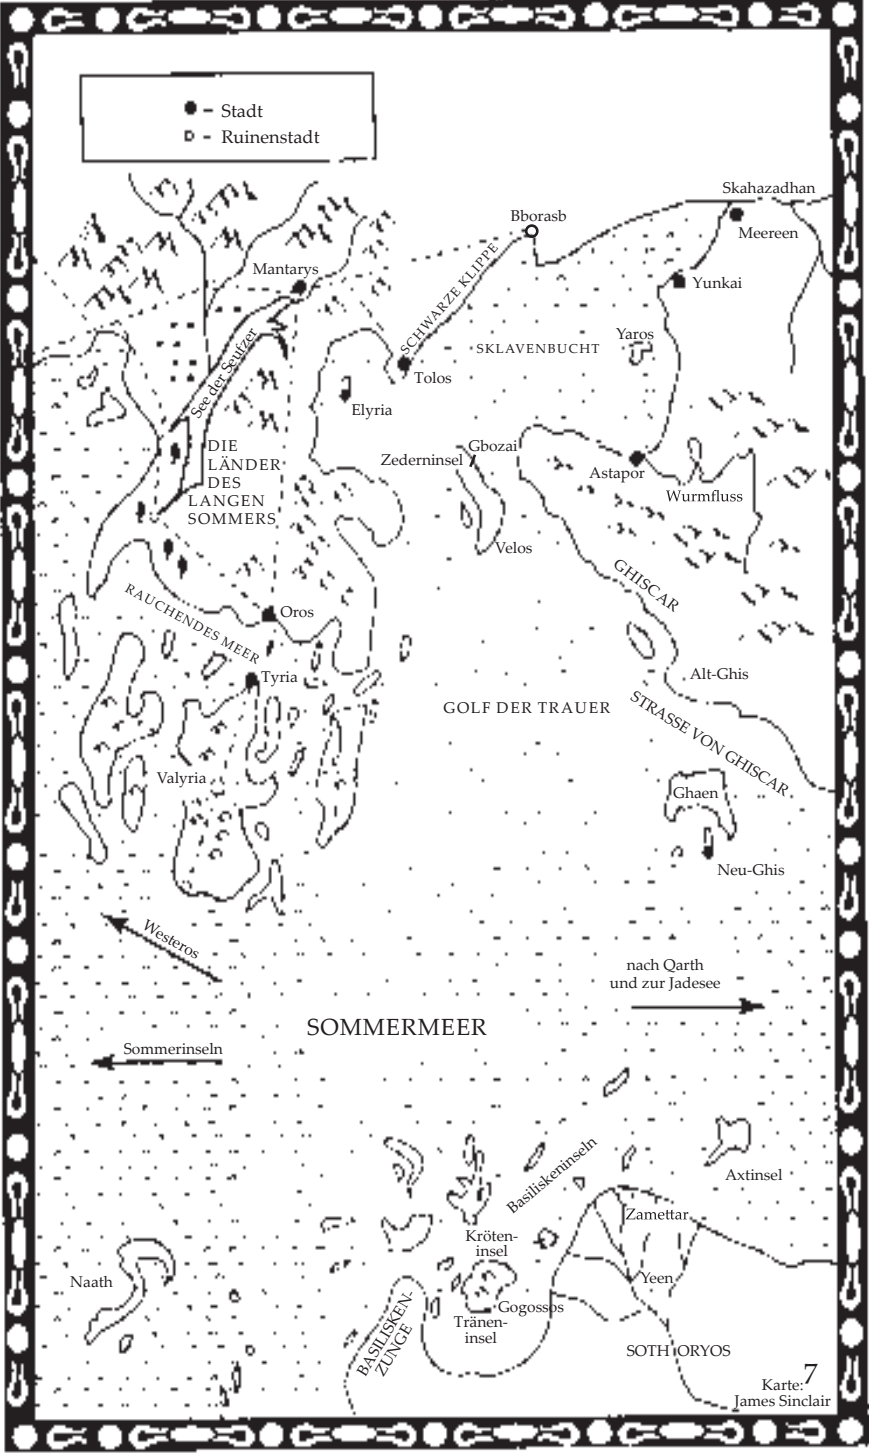 Stadt
Ruinenstadt
Skahazadhan
Bborasb
Meereen
Mantarys
Yunkai
SCHWARZE KLIPPE
Yaros
SKLAVENBUCHT
See der Seufzer
Tolos
Elyria
DIE
LÄNDER
DES
LANGEN
SOMMERS
Gbozai
Zederninsel
Astapor
Wurmfluss
Velos
GHISCAR
RAUCHENDES MEER
Oros
Tyria
Alt-Ghis
GOLF DER TRAUER
STRASSE VON GHISCAR
Valyria
Ghaen
Neu-Ghis
Westeros
nach Qarth
und zur Jadesee
SOMMERMEER
Sommerinseln
Basiliskeninseln
Axtinsel
Zamettar
Kröten-
insel
Naath
Yeen
Gogossos
Tränen-
insel
BASILISKEN-
ZUNGE
SOTH ORYOS
Karte: 7
James Sinclair